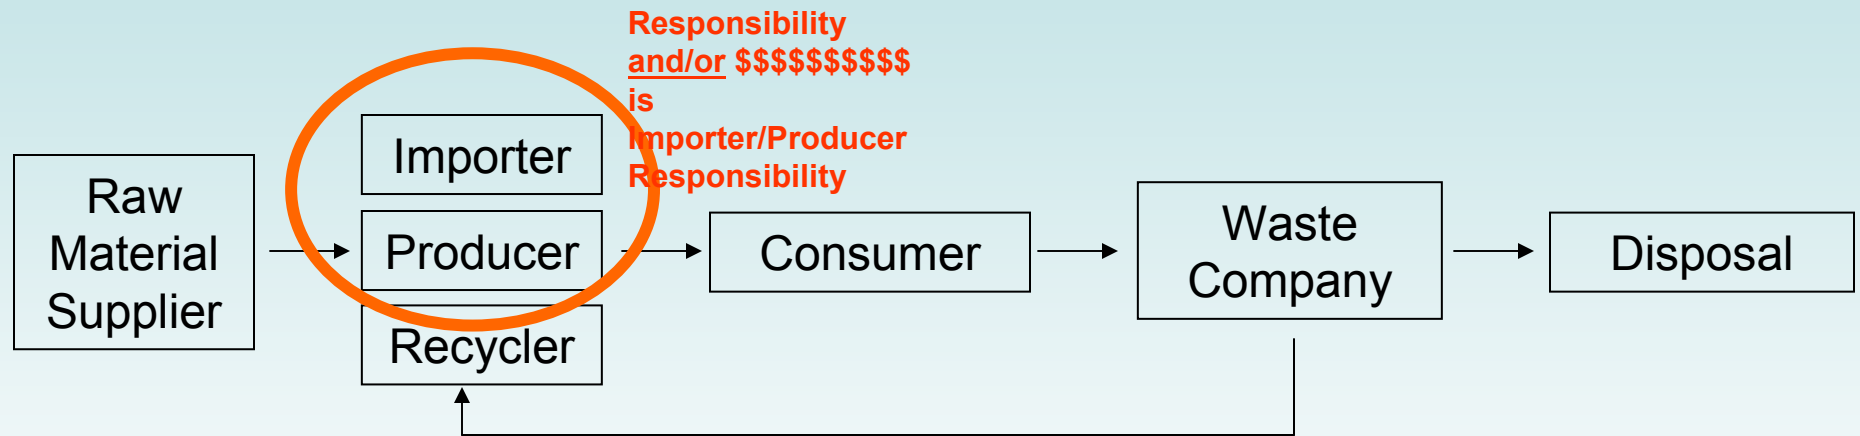 Responsibility
and/or $$$$$$$$$$
is
Importer/Producer
Responsibility
Raw
Material
Supplier
Importer
Producer
Recycler
Consumer
Waste
Company
Disposal